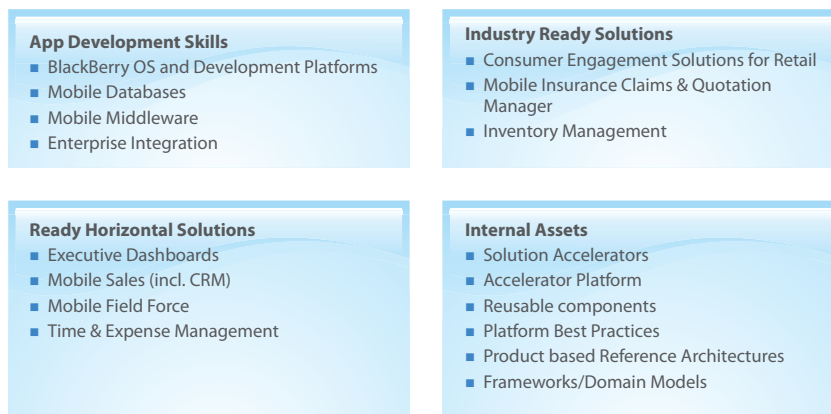 App Development Skills
BlackBerry OS and Development Platforms
Mobile Databases
Mobile Middleware
Enterprise Integration
Industry Ready Solutions
Consumer Engagement Solutions for Retail
Mobile Insurance Claims & Quotation
Manager
Inventory Management
Ready Horizontal Solutions
Executive Dashboards
Mobile Sales (incl. CRM)
Mobile Field Force
Time & Expense Management
Internal Assets
Solution Accelerators
Accelerator Platform
Reusable components
Platform Best Practices
Product based Reference Architectures
Frameworks/Domain Models